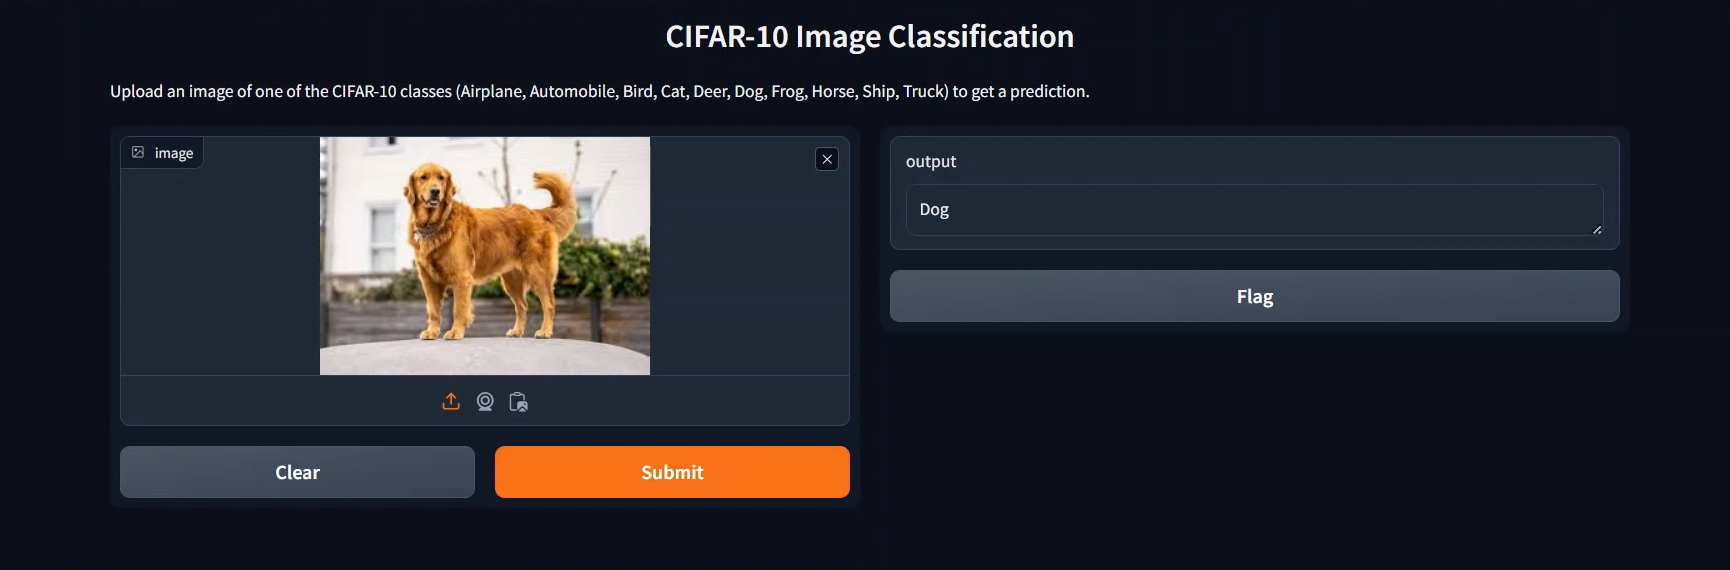 CIFAR-10 Image Classification
Upload an image of one of the CIFAR-10 classes (Airplane, Automobile, Bird, Cat, Deer, Dog, Frog, Horse, Ship, Truck) to get a prediction.
image
output
Dog
Flag
Clear
Submit